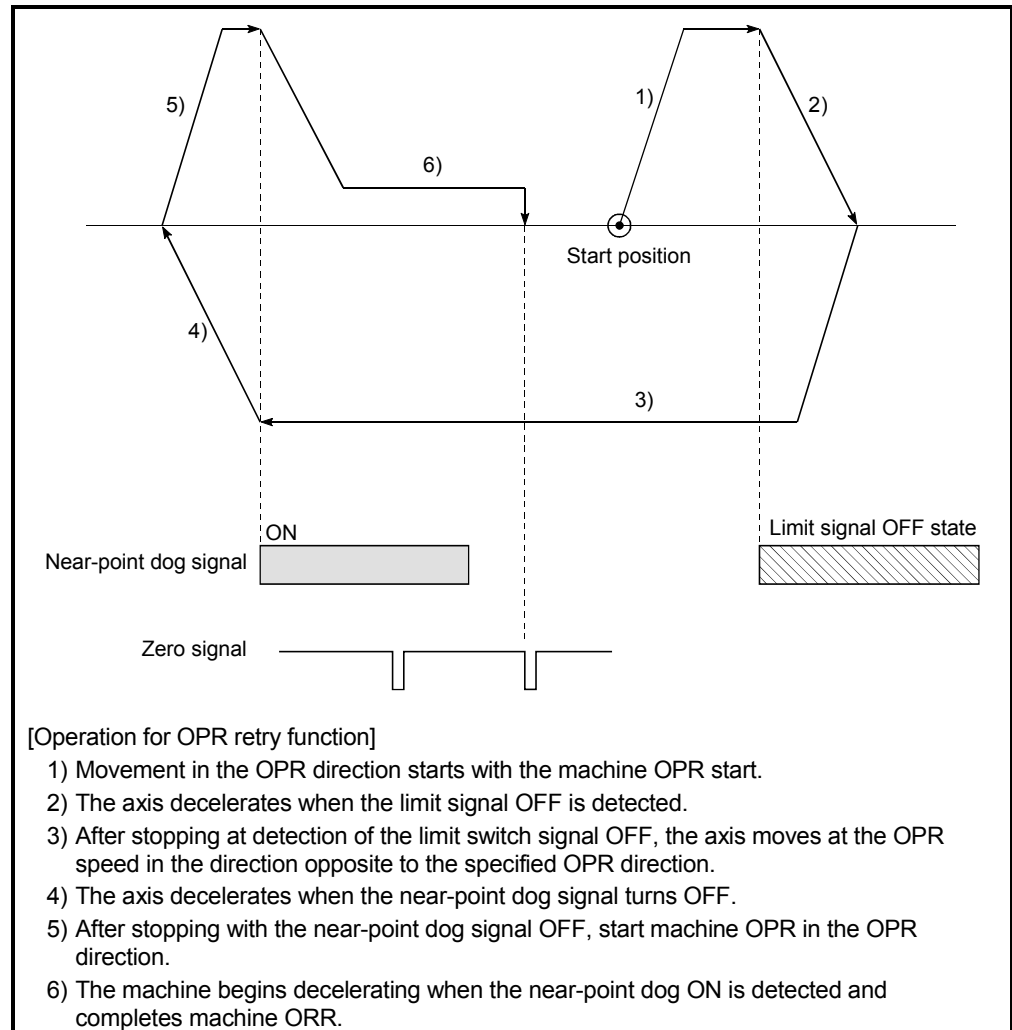 5)
1)
2)
6)
Start position
4)
3)
ON
Limit signal OFF state
Near-point dog signal
Zero signal
[Operation for OPR retry function]
1) Movement in the OPR direction starts with the machine OPR start.
2) The axis decelerates when the limit signal OFF is detected.
3) After stopping at detection of the limit switch signal OFF, the axis moves at the OPR
speed in the direction opposite to the specified OPR direction.
4) The axis decelerates when the near-point dog signal turns OFF.
5) After stopping with the near-point dog signal OFF, start machine OPR in the OPR
direction.
6) The machine begins decelerating when the near-point dog ON is detected and
completes machine ORR.